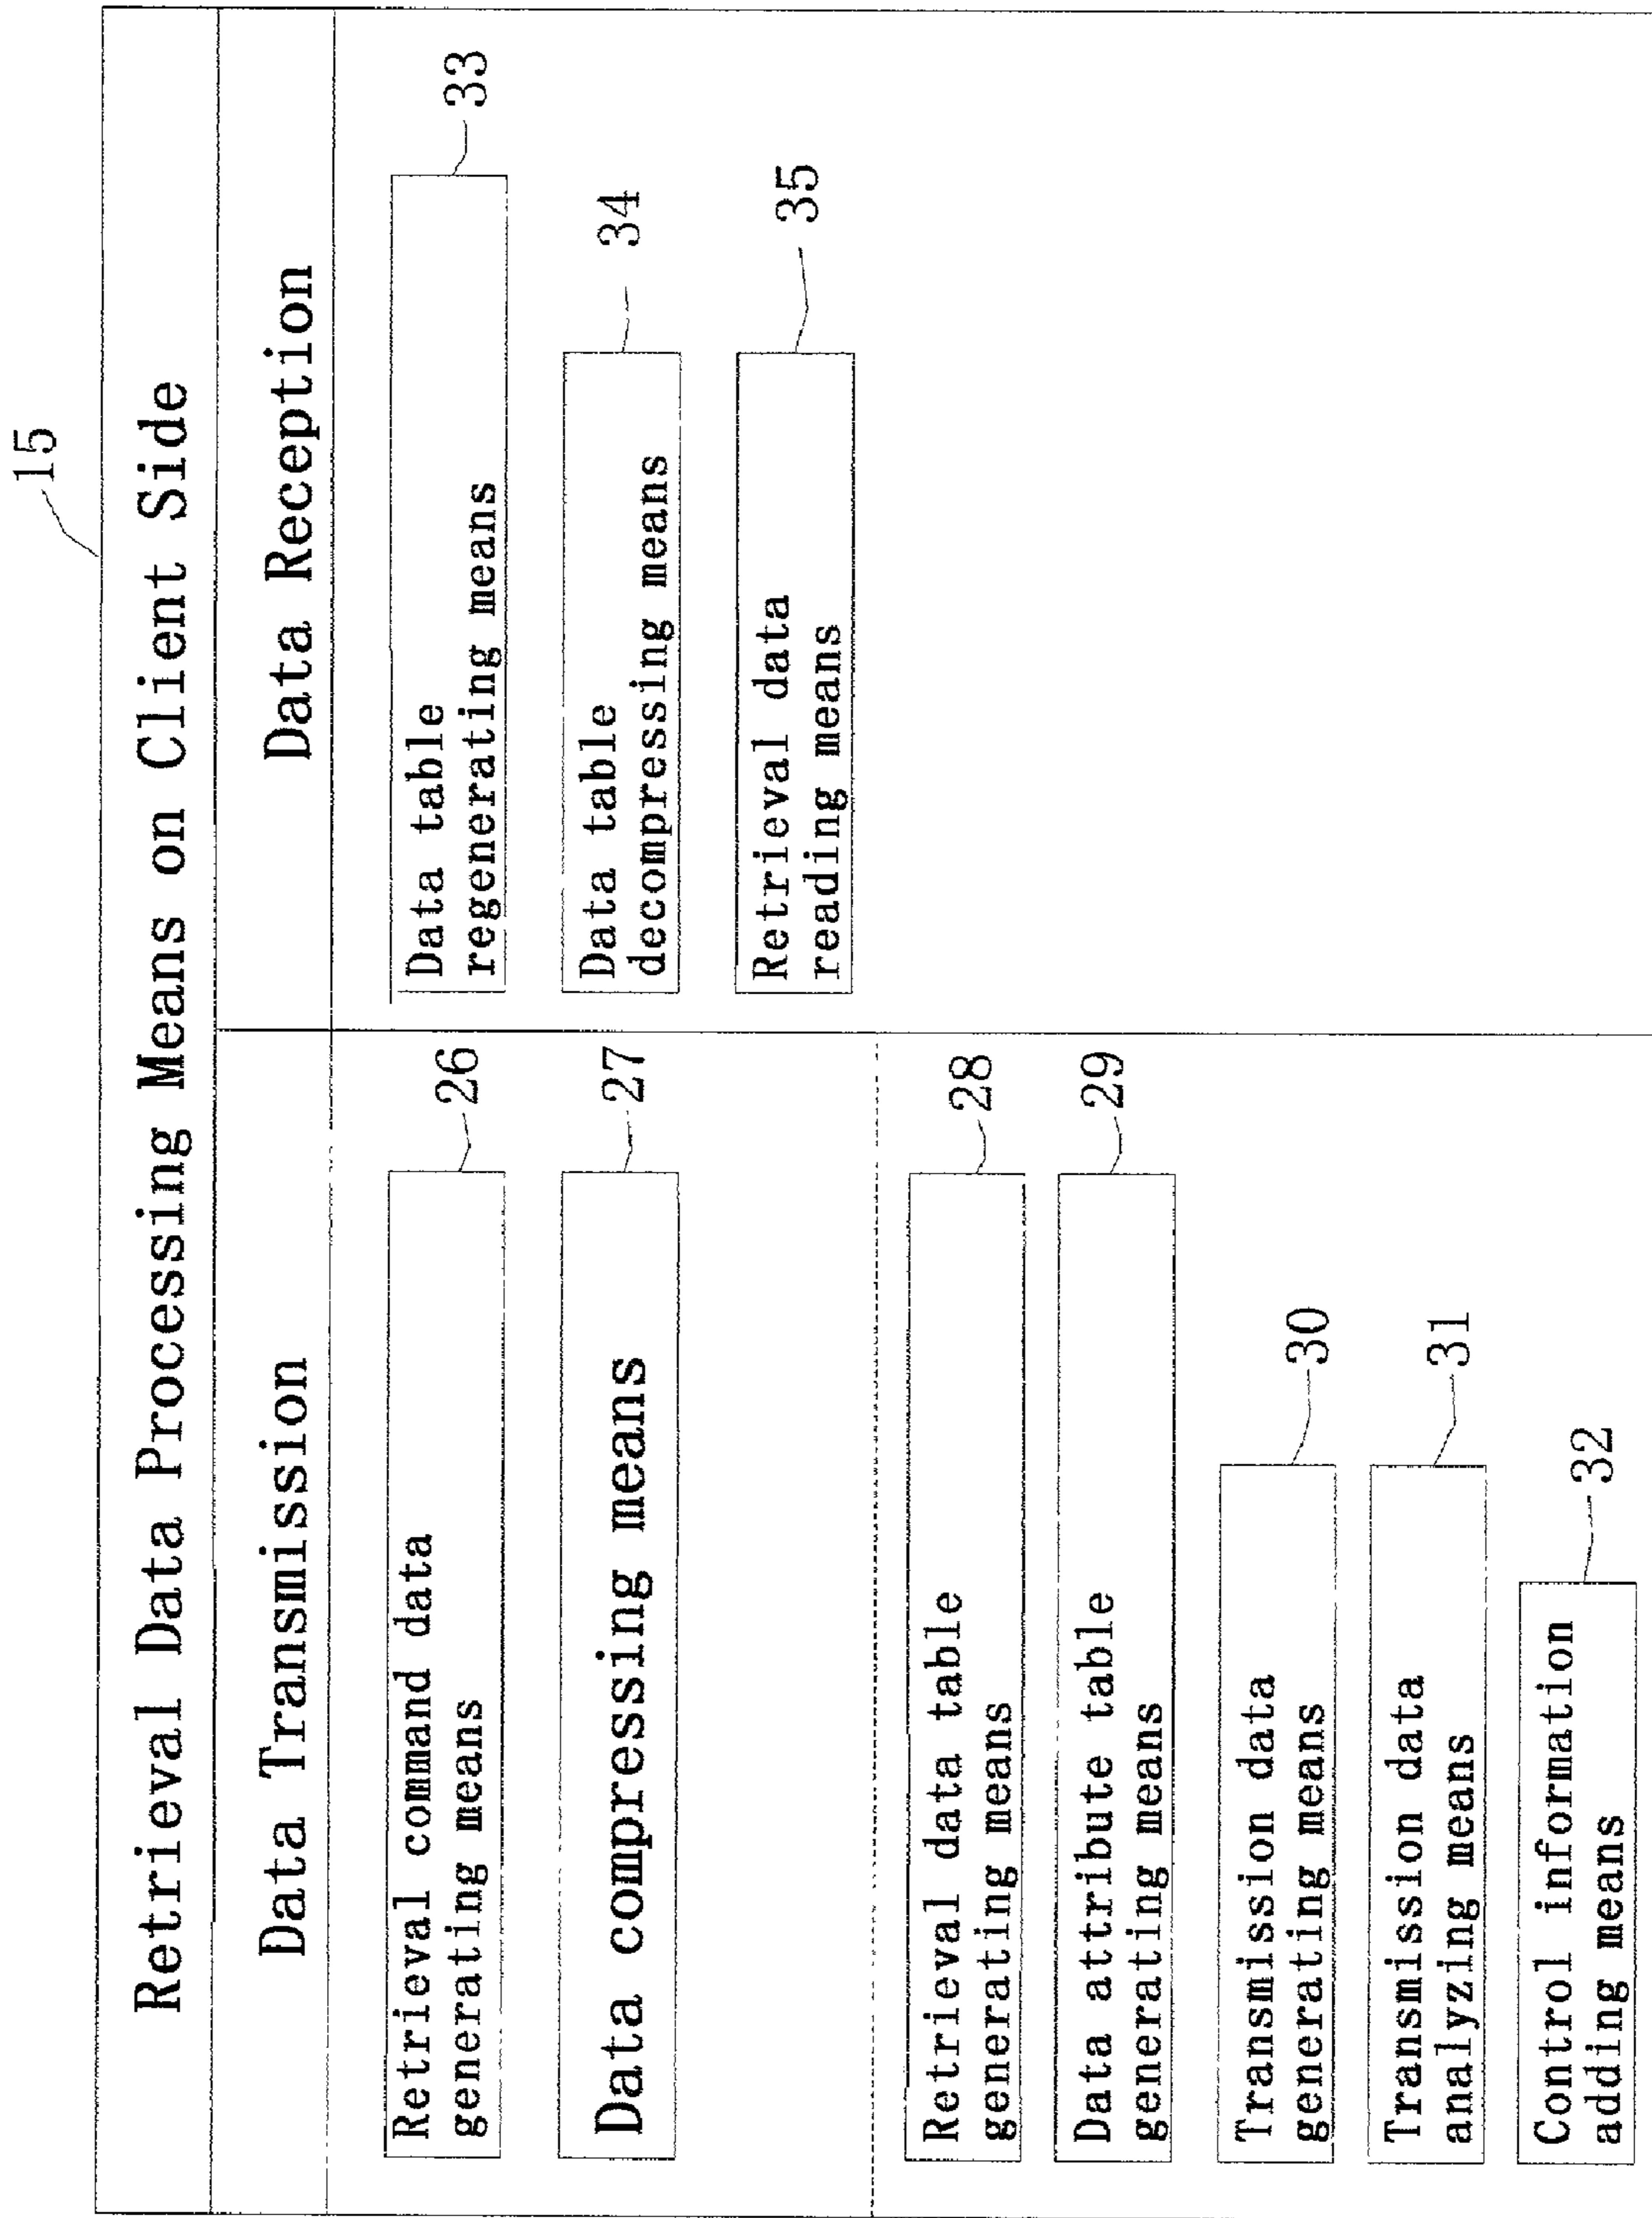 15
Retrieval Data Processing Means on Client Side
Data Transmission
Retrieval command data
generating means
26
Data compressing means
27
Retrieval data table
generating means
28
Data attribute table
generating means
29
Transmission data
generating means
30
Transmission data
analyzing means
31
Control information
adding means
32
Data Reception
Data table
regenerating means
33
Data table
decompressing means
34
Retrieval data
reading means
35